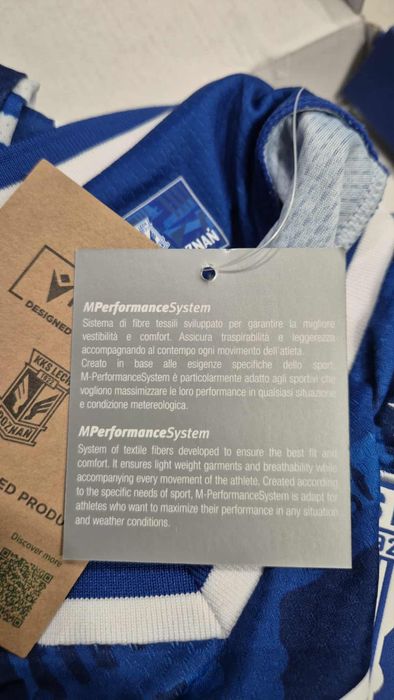 POZNAŃ
DESIGNED
KKS LECH
1922
POZNAŃ
ED PRODU
Discover more
MPerformanceSystem
Sistema di fibre tessili sviluppato per garantire la migliore
vestibilità e comfort. Assicura traspirabilità e leggerezza
accompagnando al contempo ogni movimento dell'atleta.
Creato in base alle esigenze specifiche dello sport,
M-PerformanceSystem è particolarmente adatto agli sportivi che
vogliono massimizzare le loro performance in qualsiasi situazione
e condizione metereologica.
MPerformanceSystem
System of textile fibers developed to ensure the best fit and
comfort. It ensures light weight garments and breathability while
accompanying every movement of the athlete. Created according
to the specific needs of sport, M-PerformanceSystem is adapt for
athletes who want to maximize their performance in any situation
and weather conditions.
92